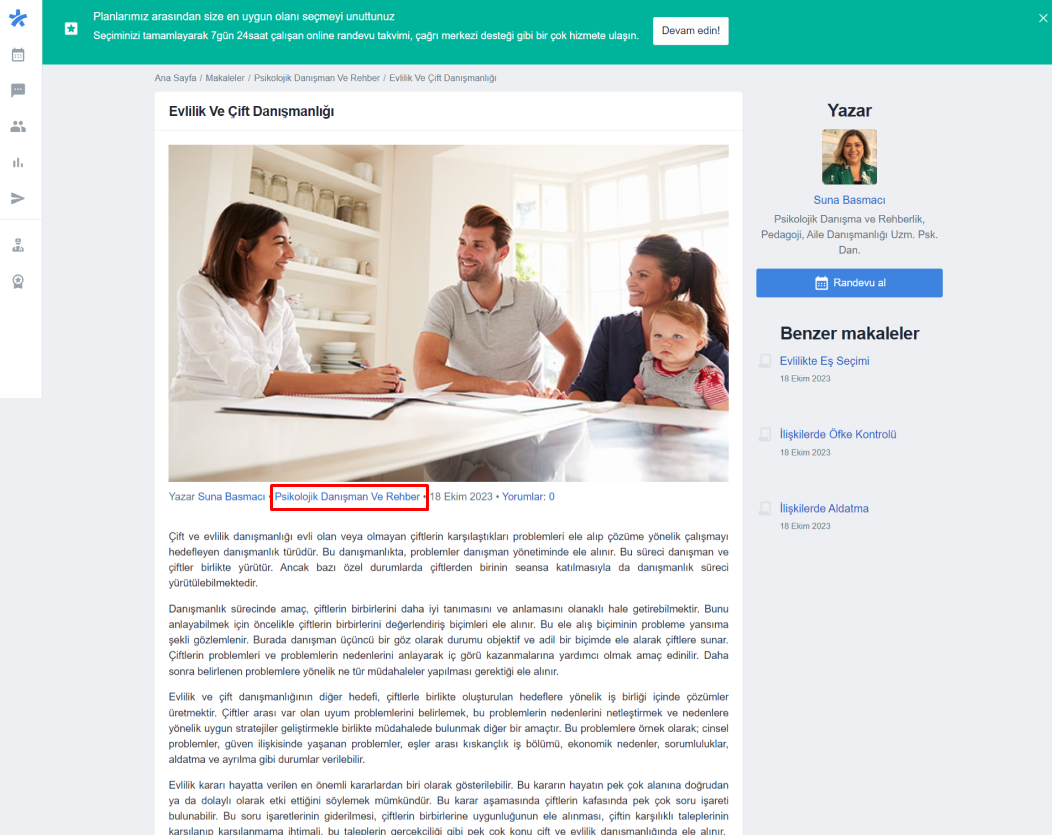 Planlarımız arasından size en uygun olanı seçmeyi unuttunuz
Seçiminizi tamamlayarak 7gün 24saat çalışan online randevu takvimi, çağrı merkezi desteği gibi bir çok hizmete ulaşın.
Devam edin!
Ana Sayfa / Makaleler / Psikolojik Danışman Ve Rehber / Evlilik Ve Çift Danışmanlığı
Evlilik Ve Çift Danışmanlığı
Yazar Suna Basmacı • Psikolojik Danışman Ve Rehber • 18 Ekim 2023 • Yorumlar: 0
Çift ve evlilik danışmanlığı evli olan veya olmayan çiftlerin karşılaştıkları problemleri ele alıp çözüme yönelik çalışmayı
hedefleyen danışmanlık türüdür. Bu danışmanlıkta, problemler danışman yönetiminde ele alınır. Bu süreci danışman ve
çiftler birlikte yürütür. Ancak bazı özel durumlarda çiftlerden birinin seansa katılmasıyla da danışmanlık süreci
yürütülebilmektedir.
Danışmanlık sürecinde amaç, çiftlerin birbirlerini daha iyi tanımasını ve anlamasını olanaklı hale getirebilmektir. Bunu
anlayabilmek için öncelikle çiftlerin birbirlerini değerlendiriş biçimleri ele alınır. Bu ele alış biçiminin probleme yansıma
şekli gözlemlenir. Burada danışman üçüncü bir göz olarak durumu objektif ve adil bir biçimde ele alarak çiftlere sunar.
Çiftlerin problemleri ve problemlerin nedenlerini anlayarak iç görü kazanmalarına yardımcı olmak amaç edinilir. Daha
sonra belirlenen problemlere yönelik ne tür müdahaleler yapılması gerektiği ele alınır.
Evlilik ve çift danışmanlığının diğer hedefi, çiftlerle birlikte oluşturulan hedeflere yönelik iş birliği içinde çözümler
üretmektir. Çiftler arası var olan uyum problemlerini belirlemek, bu problemlerin nedenlerini netleştirmek ve nedenlere
yönelik uygun stratejiler geliştirmekle birlikte müdahalede bulunmak diğer bir amaçtır. Bu problemlere örnek olarak; cinsel
problemler, güven ilişkisinde yaşanan problemler, eşler arası kıskançlık iş bölümü, ekonomik nedenler, sorumluluklar,
aldatma ve ayrılma gibi durumlar verilebilir.
Evlilik kararı hayatta verilen en önemli kararlardan biri olarak gösterilebilir. Bu kararın hayatın pek çok alanına doğrudan
ya da dolaylı olarak etki ettiğini söylemek mümkündür. Bu karar aşamasında çiftlerin kafasında pek çok soru işareti
bulunabilir. Bu soru işaretlerinin giderilmesi, çiftlerin birbirlerine uygunluğunun ele alınması, çiftin karşılıklı taleplerinin
karşılanıp karşılanmama ihtimali, bu taleplerin gerçekçiliği gibi pek çok konu çift ve evlilik danışmanlığında ele alınır.
Yazar
Suna Basmacı
Psikolojik Danışma ve Rehberlik,
Pedagoji, Aile Danışmanlığı Uzm. Psk.
Dan.
Randevu al
Benzer makaleler
Evlilikte Eş Seçimi
18 Ekim 2023
İlişkilerde Öfke Kontrolü
18 Ekim 2023
İlişkilerde Aldatma
18 Ekim 2023